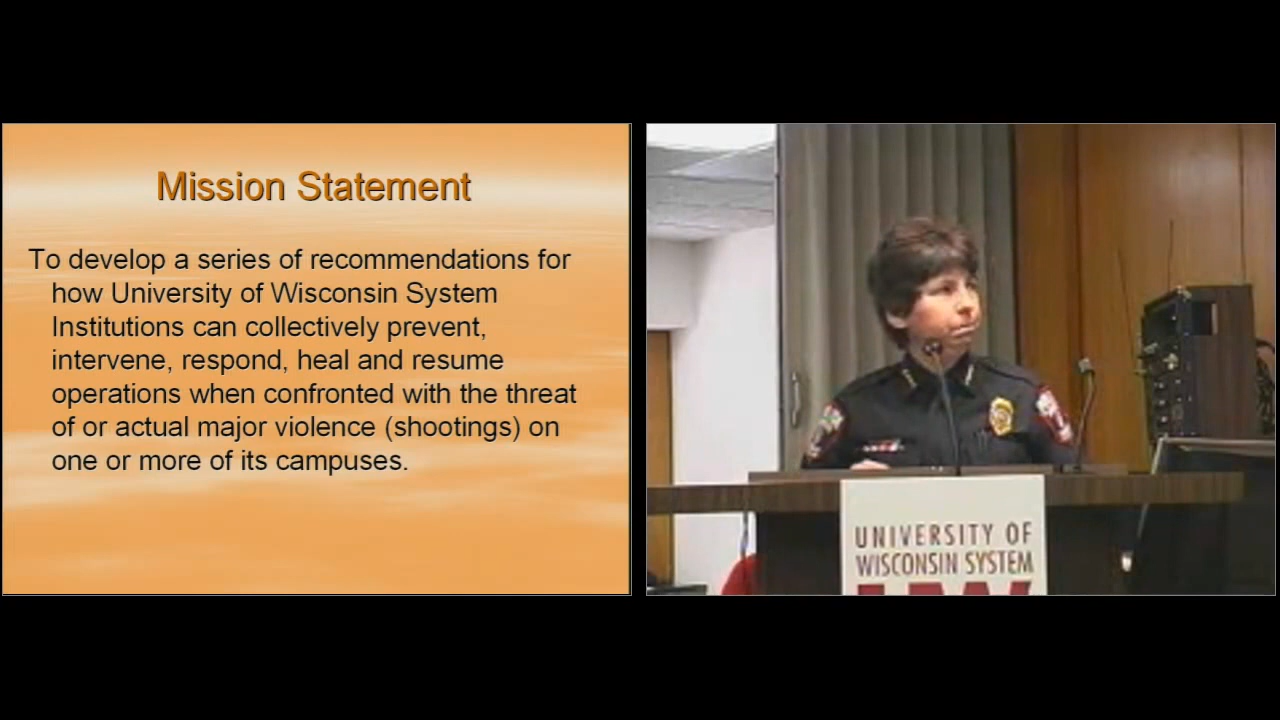 Mission Statement
To develop a series of recommendations for
how University of Wisconsin System
Institutions can collectively prevent,
intervene, respond, heal and resume
operations when confronted with the threat
of or actual major violence (shootings) on
one or more of its campuses.
UNIVERSITY OF
WISCONSIN SYSTEM